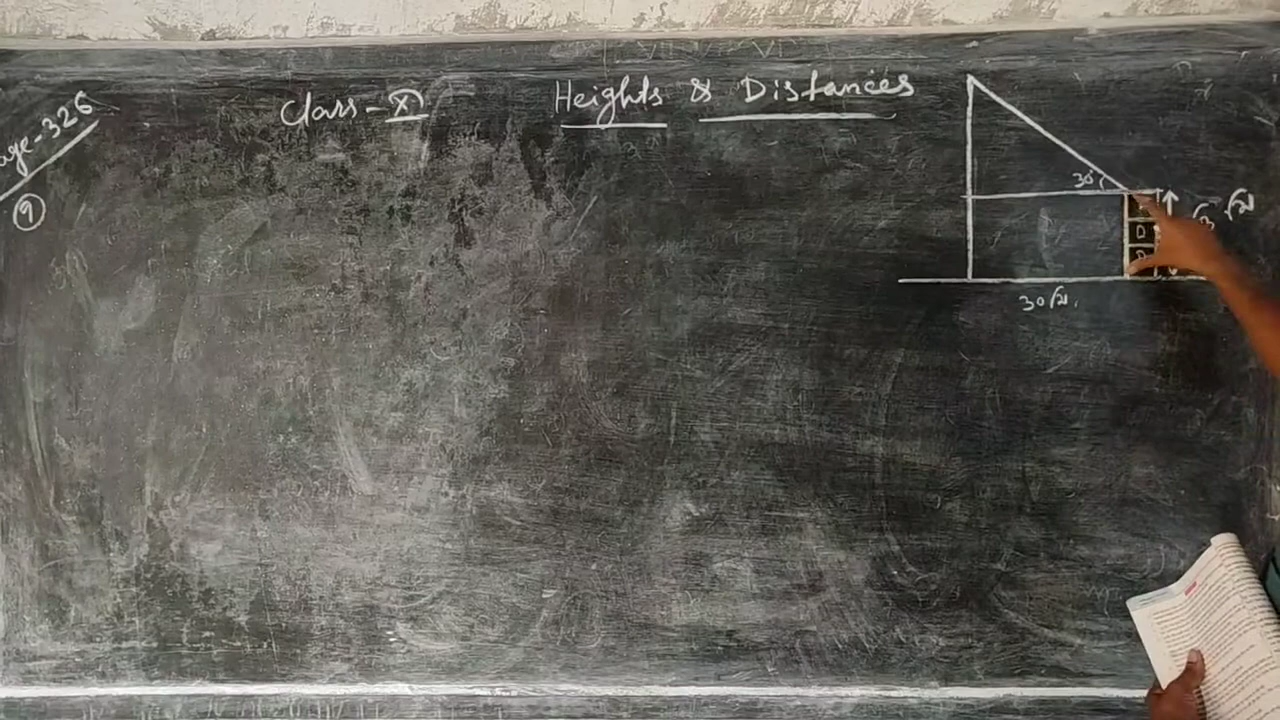 Class - X
Heights & Distances
age-326
9
30°
D
30 মি.